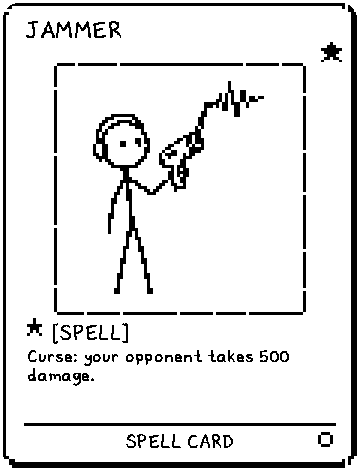 JAMMER
[SPELL]
Curse: your opponent takes 500
damage.
SPELL CARD